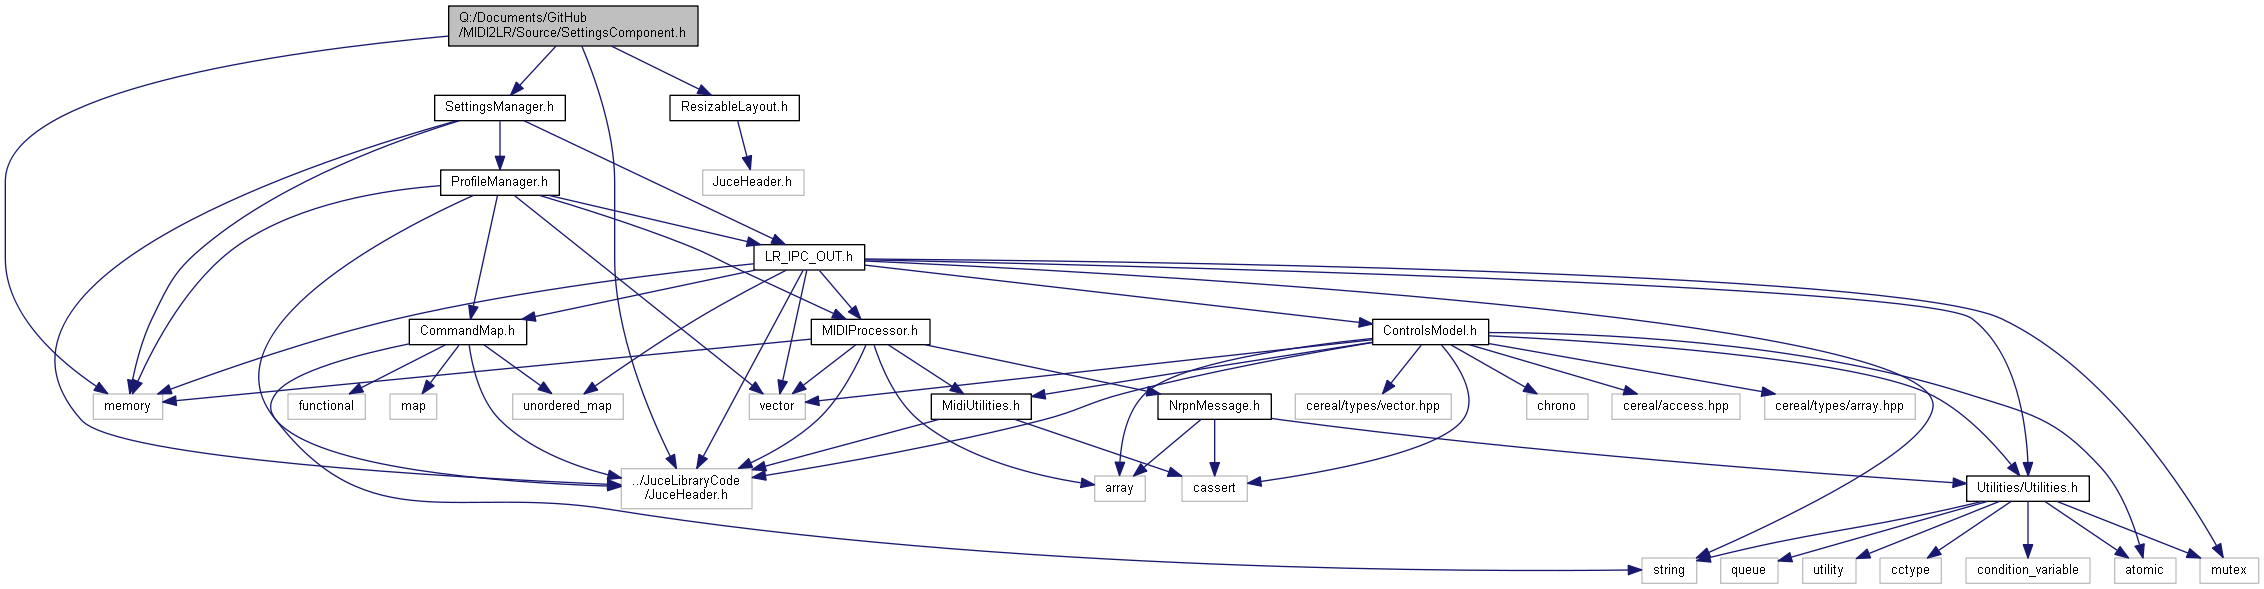 Q:/Documents/GitHub
/MIDI2LR/Source/SettingsComponent.h
SettingsManager.h
ResizableLayout.h
ProfileManager.h
JuceHeader.h
LR_IPC_OUT.h
CommandMap.h
MIDIProcessor.h
ControlsModel.h
memory
functional
map
unordered_map
vector
MidiUtilities.h
NrpnMessage.h
cereal/types/vector.hpp
chrono
cereal/access.hpp
cereal/types/array.hpp
../JuceLibraryCode
/JuceHeader.h
array
cassert
Utilities/Utilities.h
string
queue
utility
cctype
condition_variable
atomic
mutex